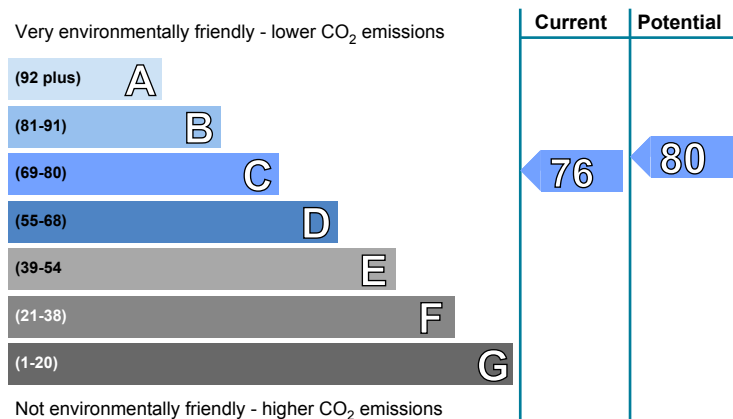 Very environmentally friendly - lower CO2 emissions
Current
Potential
(92 plus) A
(81-91) B
(69-80) C
(55-68) D
(39-54 E
(21-38) F
(1-20) G
76
80
Not environmentally friendly - higher CO2 emissions